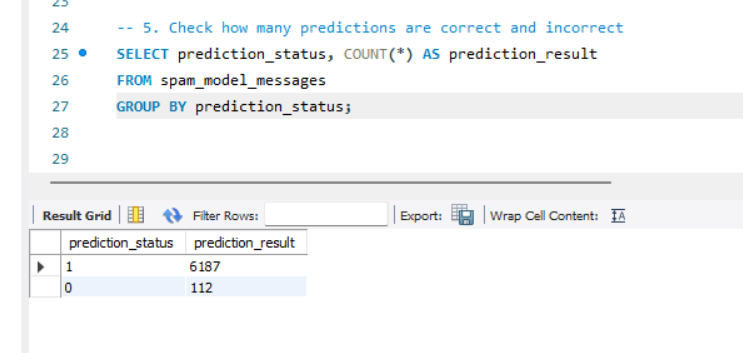 23
24 -- 5. Check how many predictions are correct and incorrect
25 SELECT prediction_status, COUNT(*) AS prediction_result
26 FROM spam_model_messages
27 GROUP BY prediction_status;
28
29
Result Grid Filter Rows: Export: Wrap Cell Content: IA
prediction_status prediction_result
1 6187
0 112